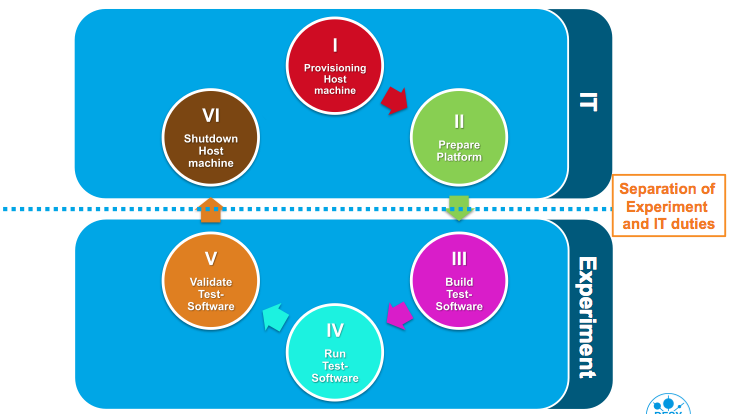 I
Provisioning
Host
machine
II
Prepare
Platform
VI
Shutdown
Host
machine
IT
Separation of
Experiment
and IT duties
V
Validate
Test-
Software
III
Build
Test-
Software
IV
Run
Test-
Software
Experiment